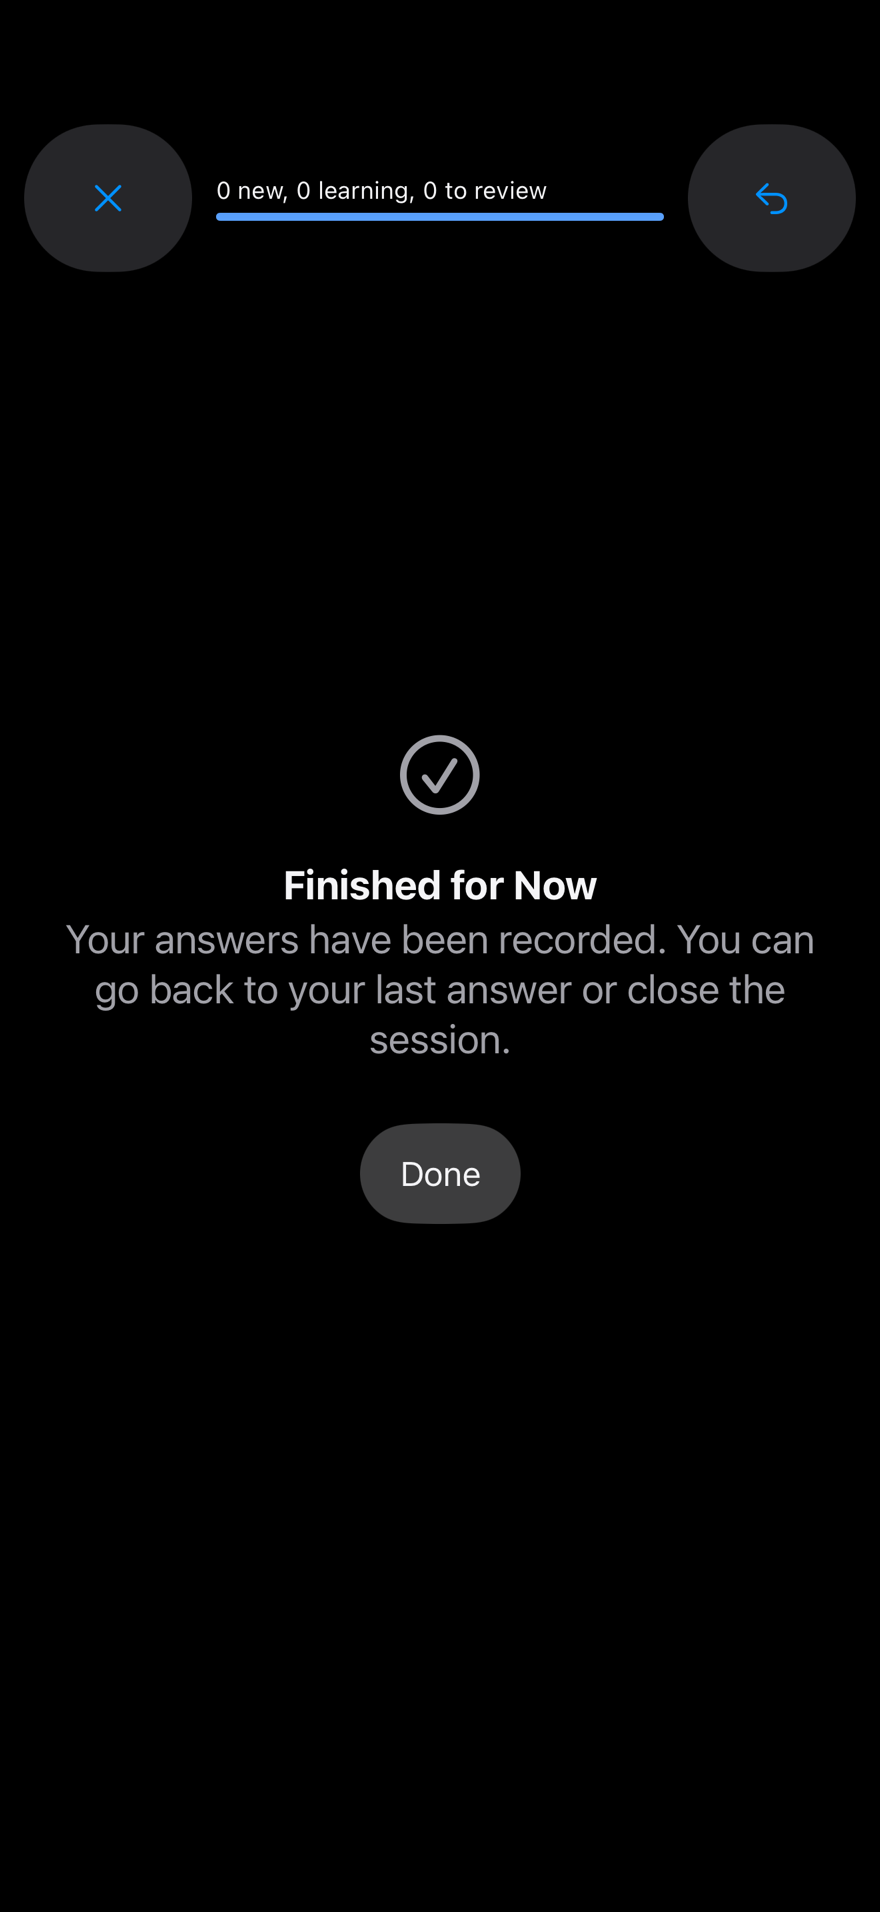 0 new, 0 learning, 0 to review
Finished for Now
Your answers have been recorded. You can
go back to your last answer or close the
session.
Done